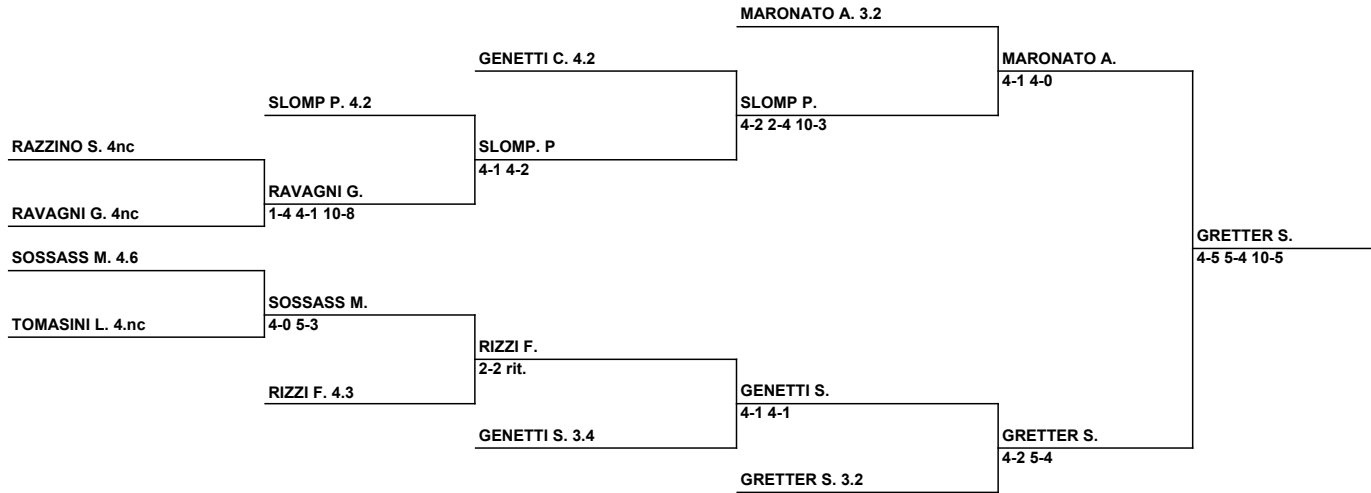 MARONATO A. 3.2
GENETTI C. 4.2
MARONATO A.
4-1 4-0
SLOMP P. 4.2
SLOMP P.
4-2 2-4 10-3
RAZZINO S. 4nc
SLOMP. P
4-1 4-2
RAVAGNI G.
1-4 4-1 10-8
RAVAGNI G. 4nc
GRETTER S.
4-5 5-4 10-5
SOSSASS M. 4.6
SOSSASS M.
4-0 5-3
TOMASINI L. 4.nc
RIZZI F.
2-2 rit.
RIZZI F. 4.3
GENETTI S.
4-1 4-1
GENETTI S. 3.4
GRETTER S.
4-2 5-4
GRETTER S. 3.2